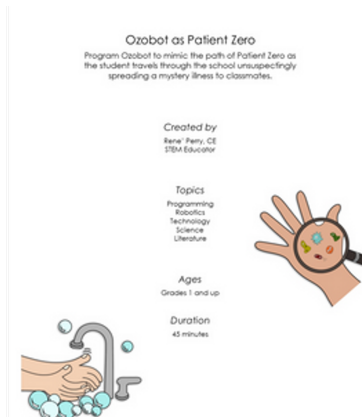 Ozobot as Patient Zero
Program Ozobot to mimic the path of Patient Zero as
the student travels through the school unsuspectingly
spreading a mystery illness to classmates.
Created by
Rene' Perry, CE
STEM Educator
Topics
Programming
Robotics
Technology
Science
Literature
Ages
Grades 1 and up
Duration
45 minutes